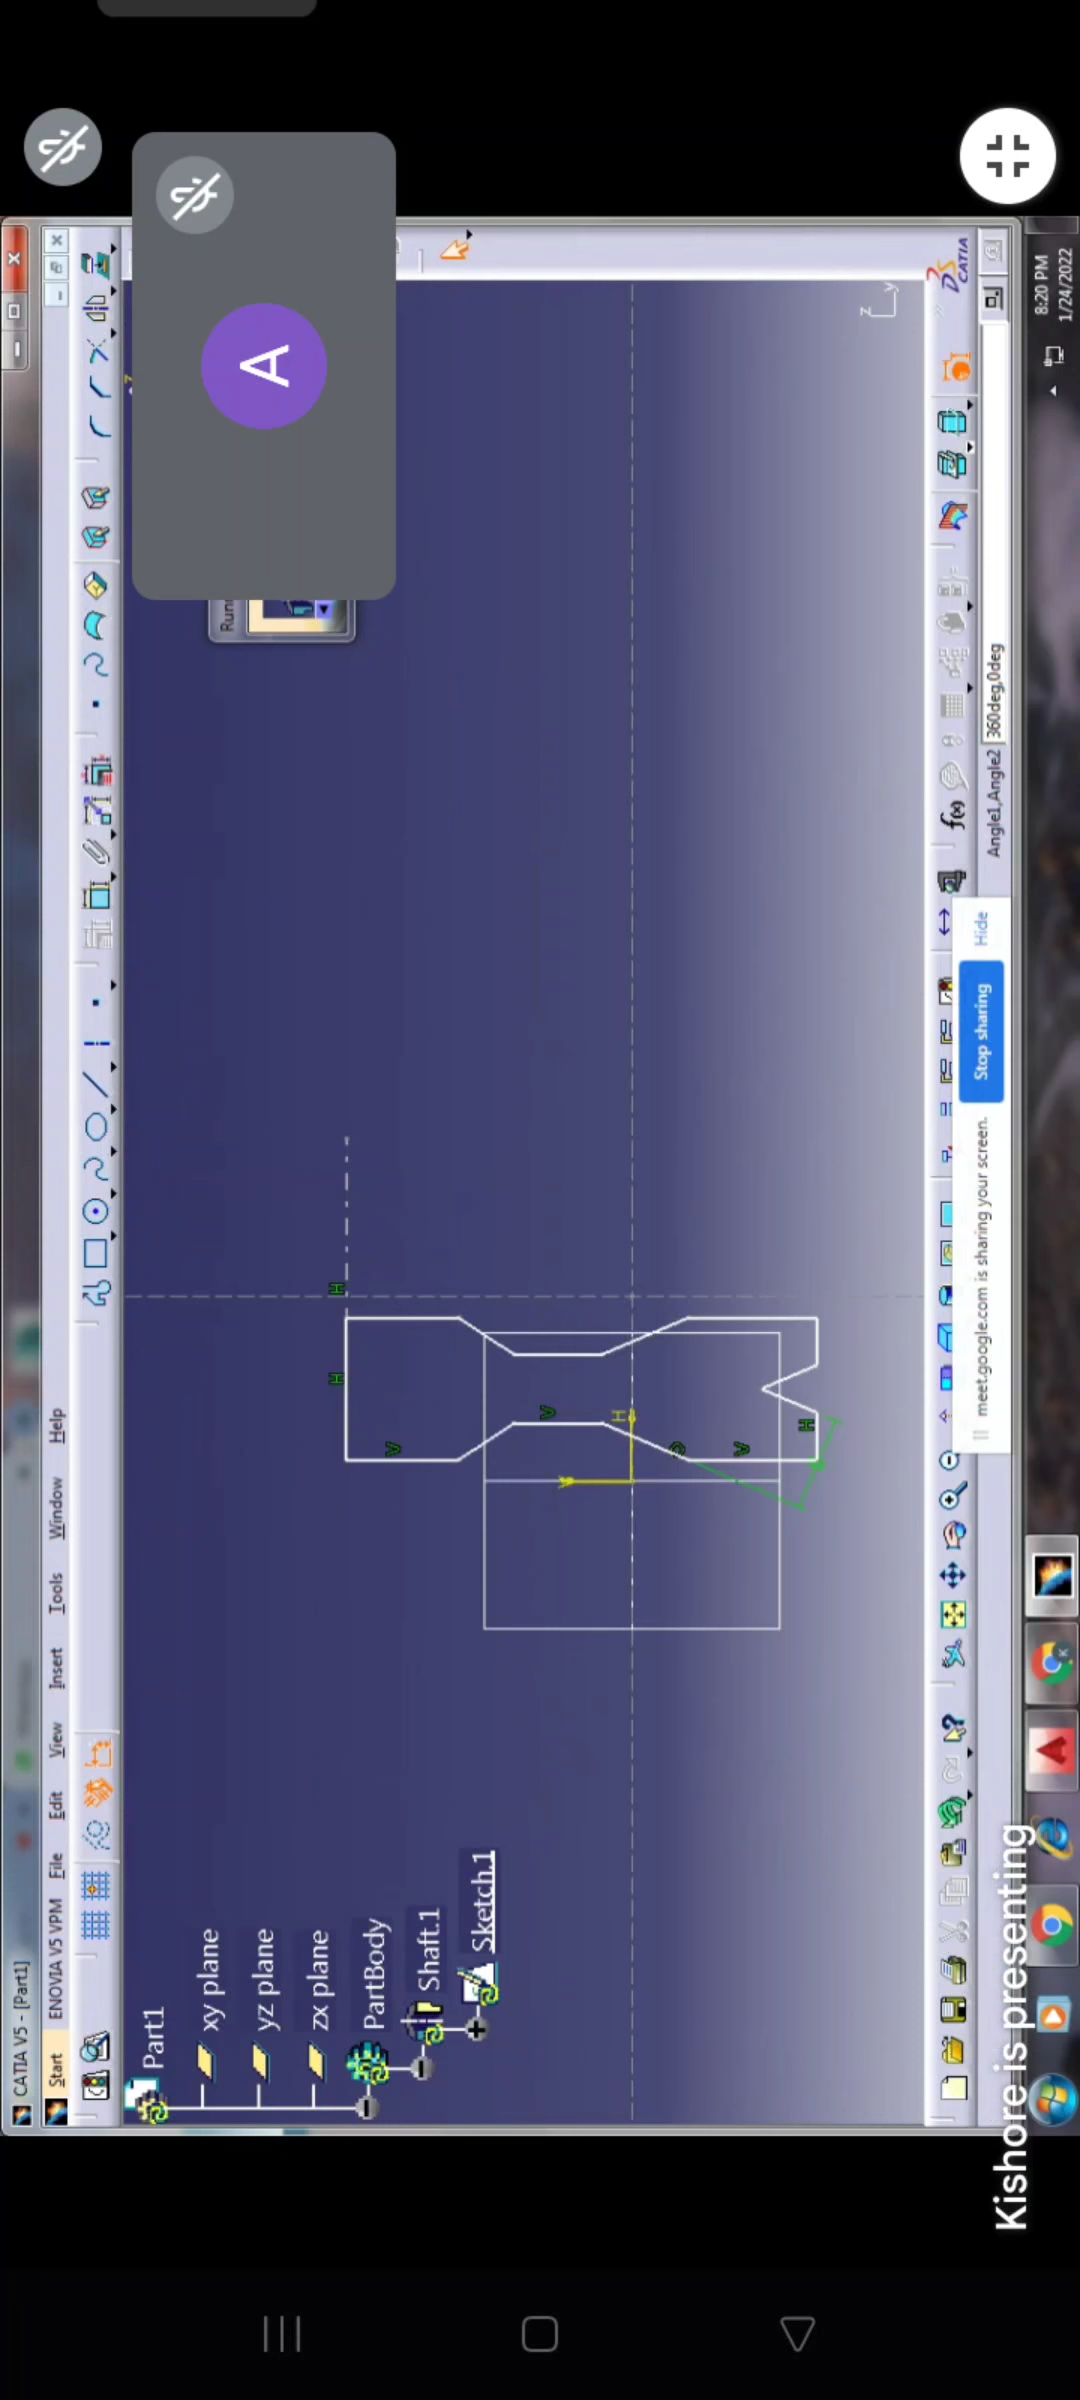 CATIA V5 - [Part1]
Start ENOVIA V5 VPM File Edit View Insert Tools Window Help
Part1
xy plane
yz plane
zx plane
PartBody
Shaft.1
Sketch.1
A
H
H
V
V
H
y
C
V
H
z
y
DS
CATIA
f(x)
Angle1,Angle2 360deg,0deg
meet.google.com is sharing your screen.
Stop sharing
Hide
8:20 PM
1/24/2022
Kishore is presenting